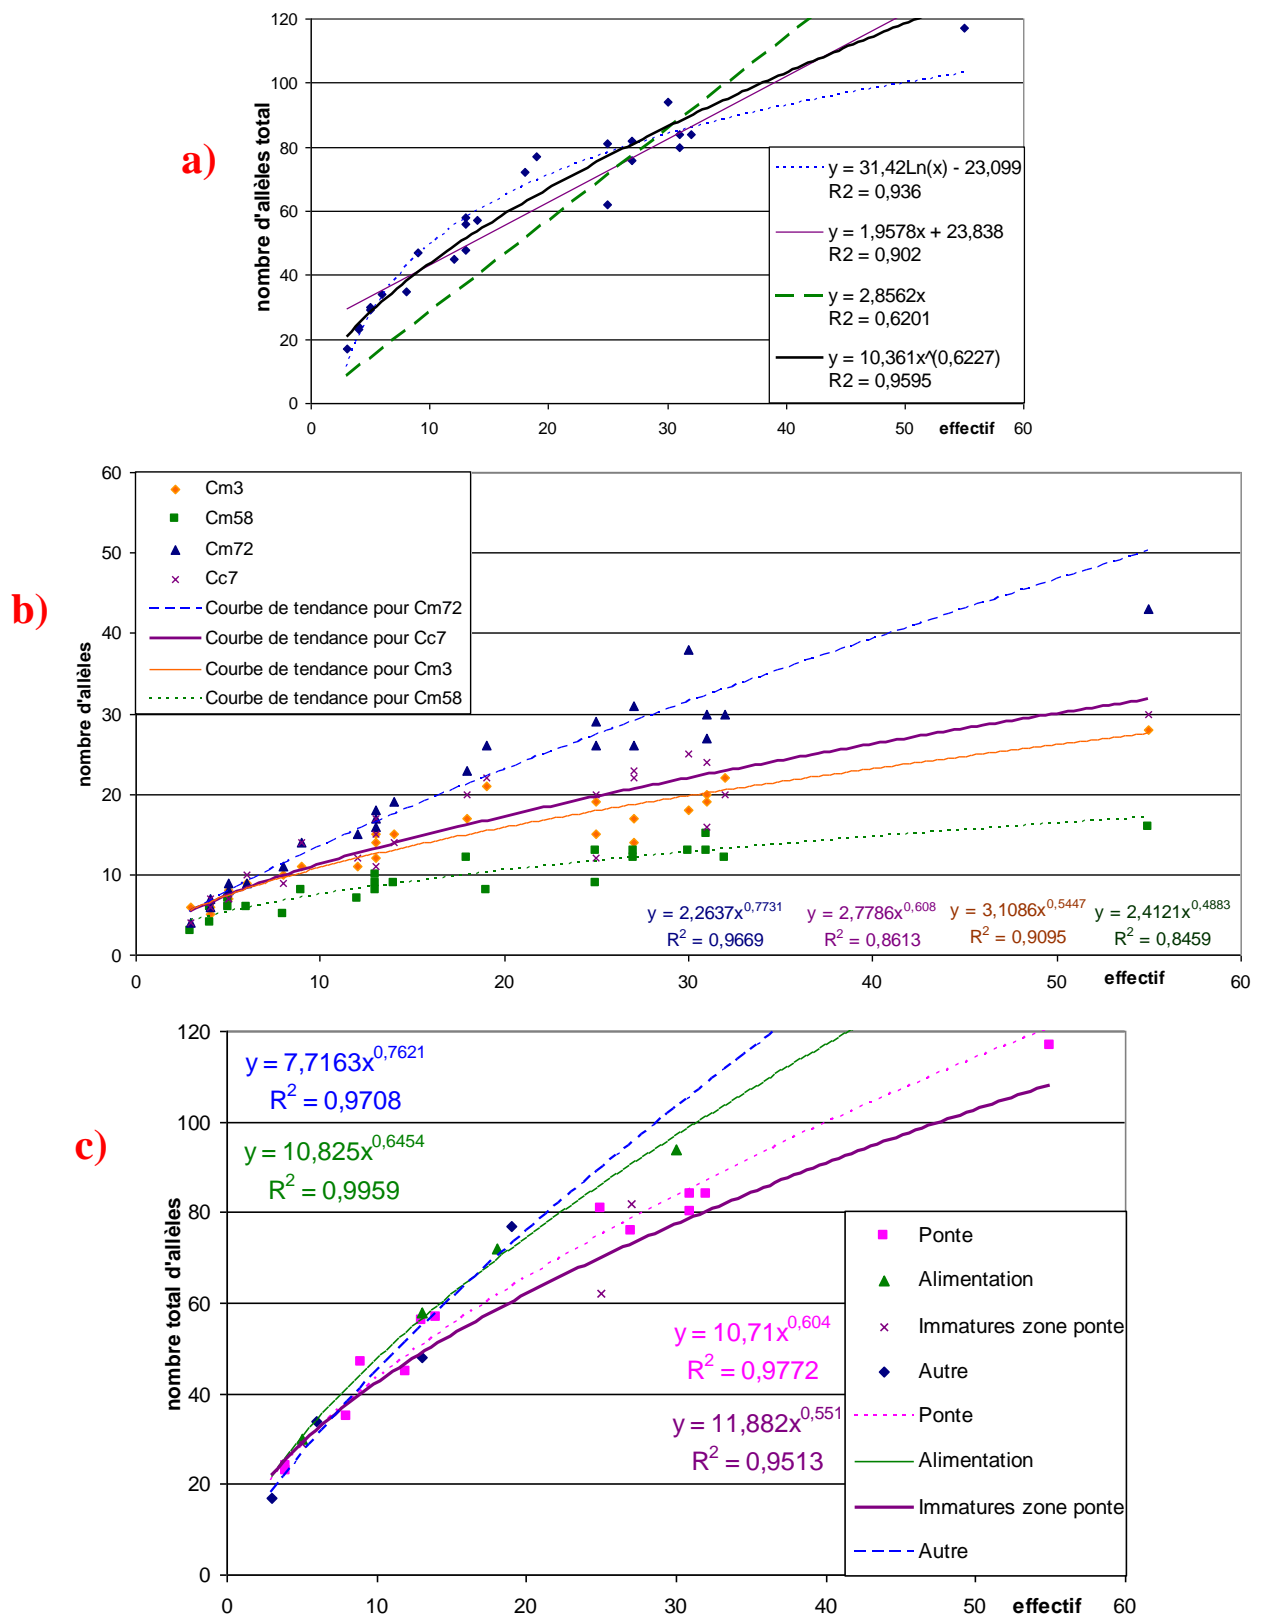 a)
nombre d'allèles total
120
100
80
60
40
20
0
0 10 20 30 40 50 60
effectif
y = 31,42Ln(x) - 23,099
R2 = 0,936
y = 1,9578x + 23,838
R2 = 0,902
y = 2,8562x
R2 = 0,6201
y = 10,361x^(0,6227)
R2 = 0,9595
b)
nombre d'allèles
60
50
40
30
20
10
0
0 10 20 30 40 50 60
effectif
Cm3
Cm58
Cm72
Cc7
Courbe de tendance pour Cm72
Courbe de tendance pour Cc7
Courbe de tendance pour Cm3
Courbe de tendance pour Cm58
y = 2,2637x^0,7731
R² = 0,9669
y = 2,7786x^0,608
R² = 0,8613
y = 3,1086x^0,5447
R² = 0,9095
y = 2,4121x^0,4883
R² = 0,8459
c)
nombre total d'allèles
120
100
80
60
40
20
0
0 10 20 30 40 50 60
effectif
y = 7,7163x^0,7621
R² = 0,9708
y = 10,825x^0,6454
R² = 0,9959
y = 10,71x^0,604
R² = 0,9772
y = 11,882x^0,551
R² = 0,9513
Ponte
Alimentation
Immatures zone ponte
Autre
Ponte
Alimentation
Immatures zone ponte
Autre